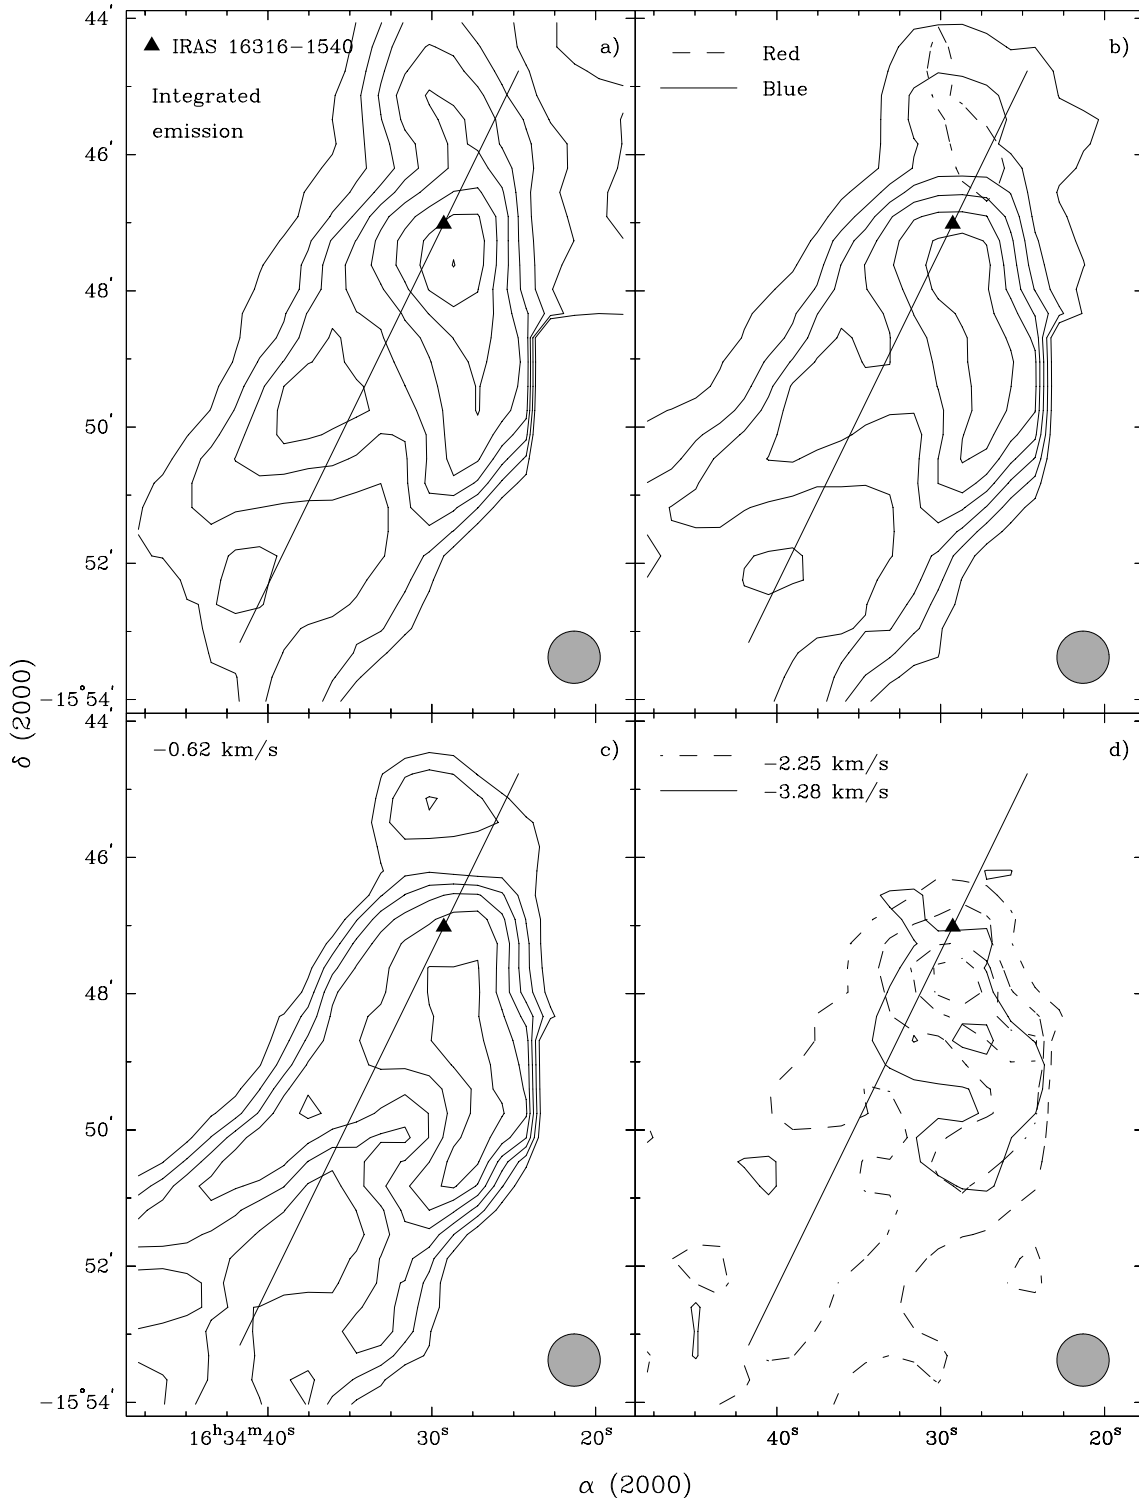 44′
▲ IRAS 16316−1540
a)
Integrated
emission
46′
48′
50′
52′
−15°54′
Red
Blue
b)
δ (2000)
44′
−0.62 km/s
c)
46′
48′
50′
52′
−15°54′
−2.25 km/s
−3.28 km/s
d)
16ʰ34ᵐ40ˢ 30ˢ 20ˢ
40ˢ 30ˢ 20ˢ
α (2000)